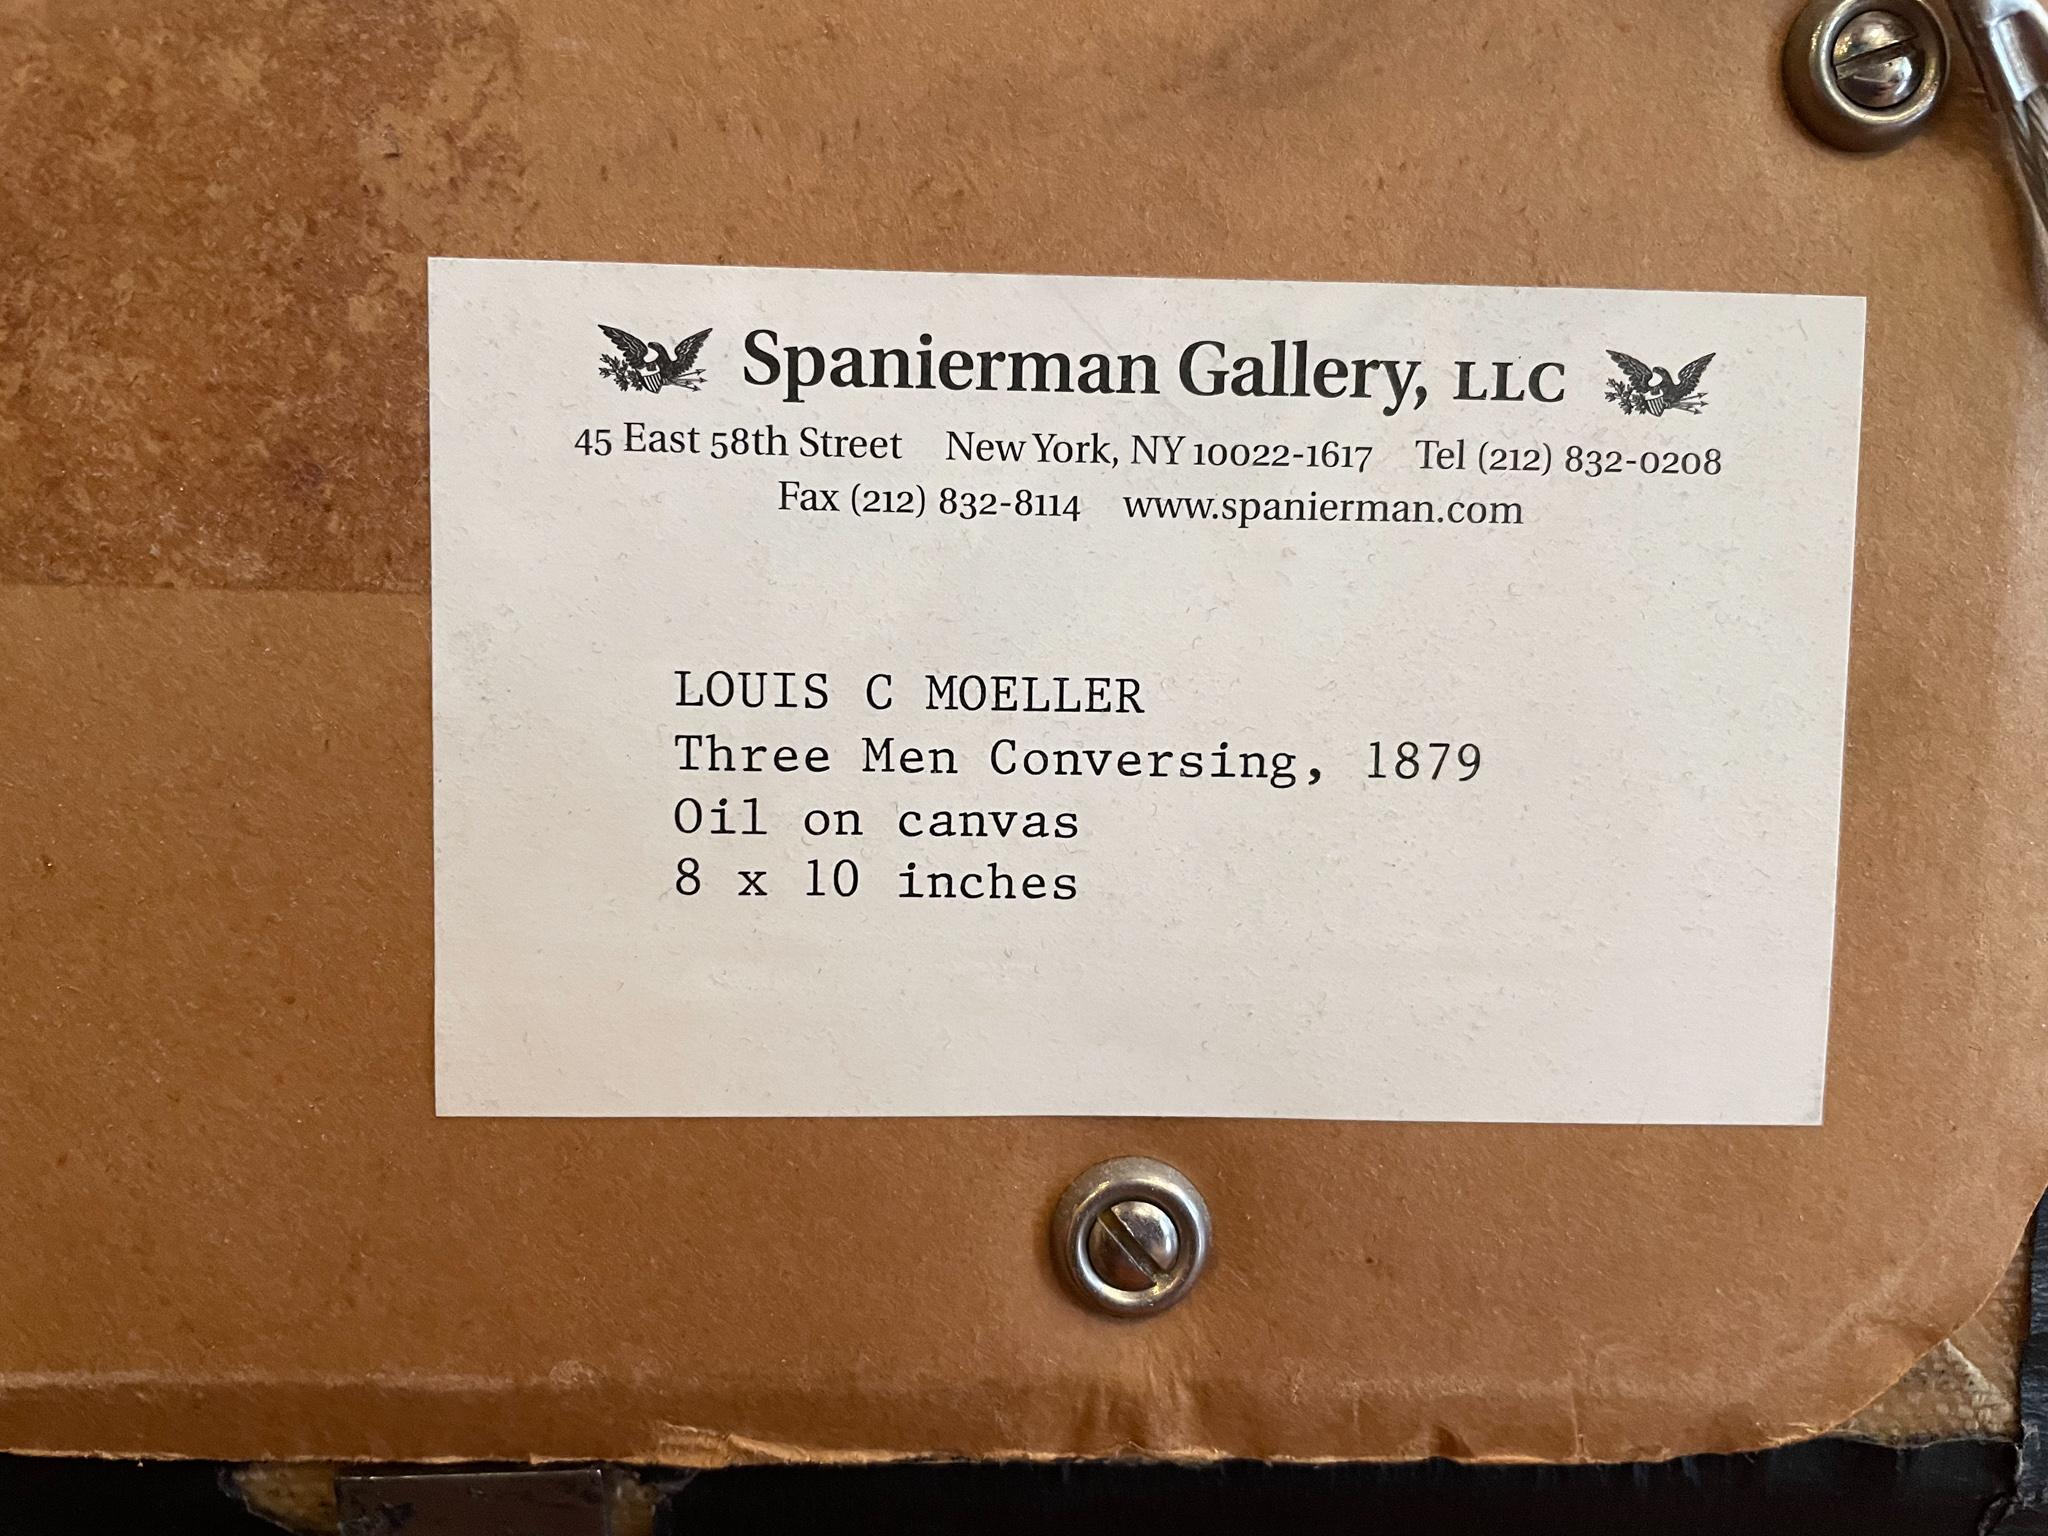 Spanierman Gallery, LLC
45 East 58th Street New York, NY 10022-1617 Tel (212) 832-0208
Fax (212) 832-8114 www.spanierman.com
LOUIS C MOELLER
Three Men Conversing, 1879
Oil on canvas
8 x 10 inches